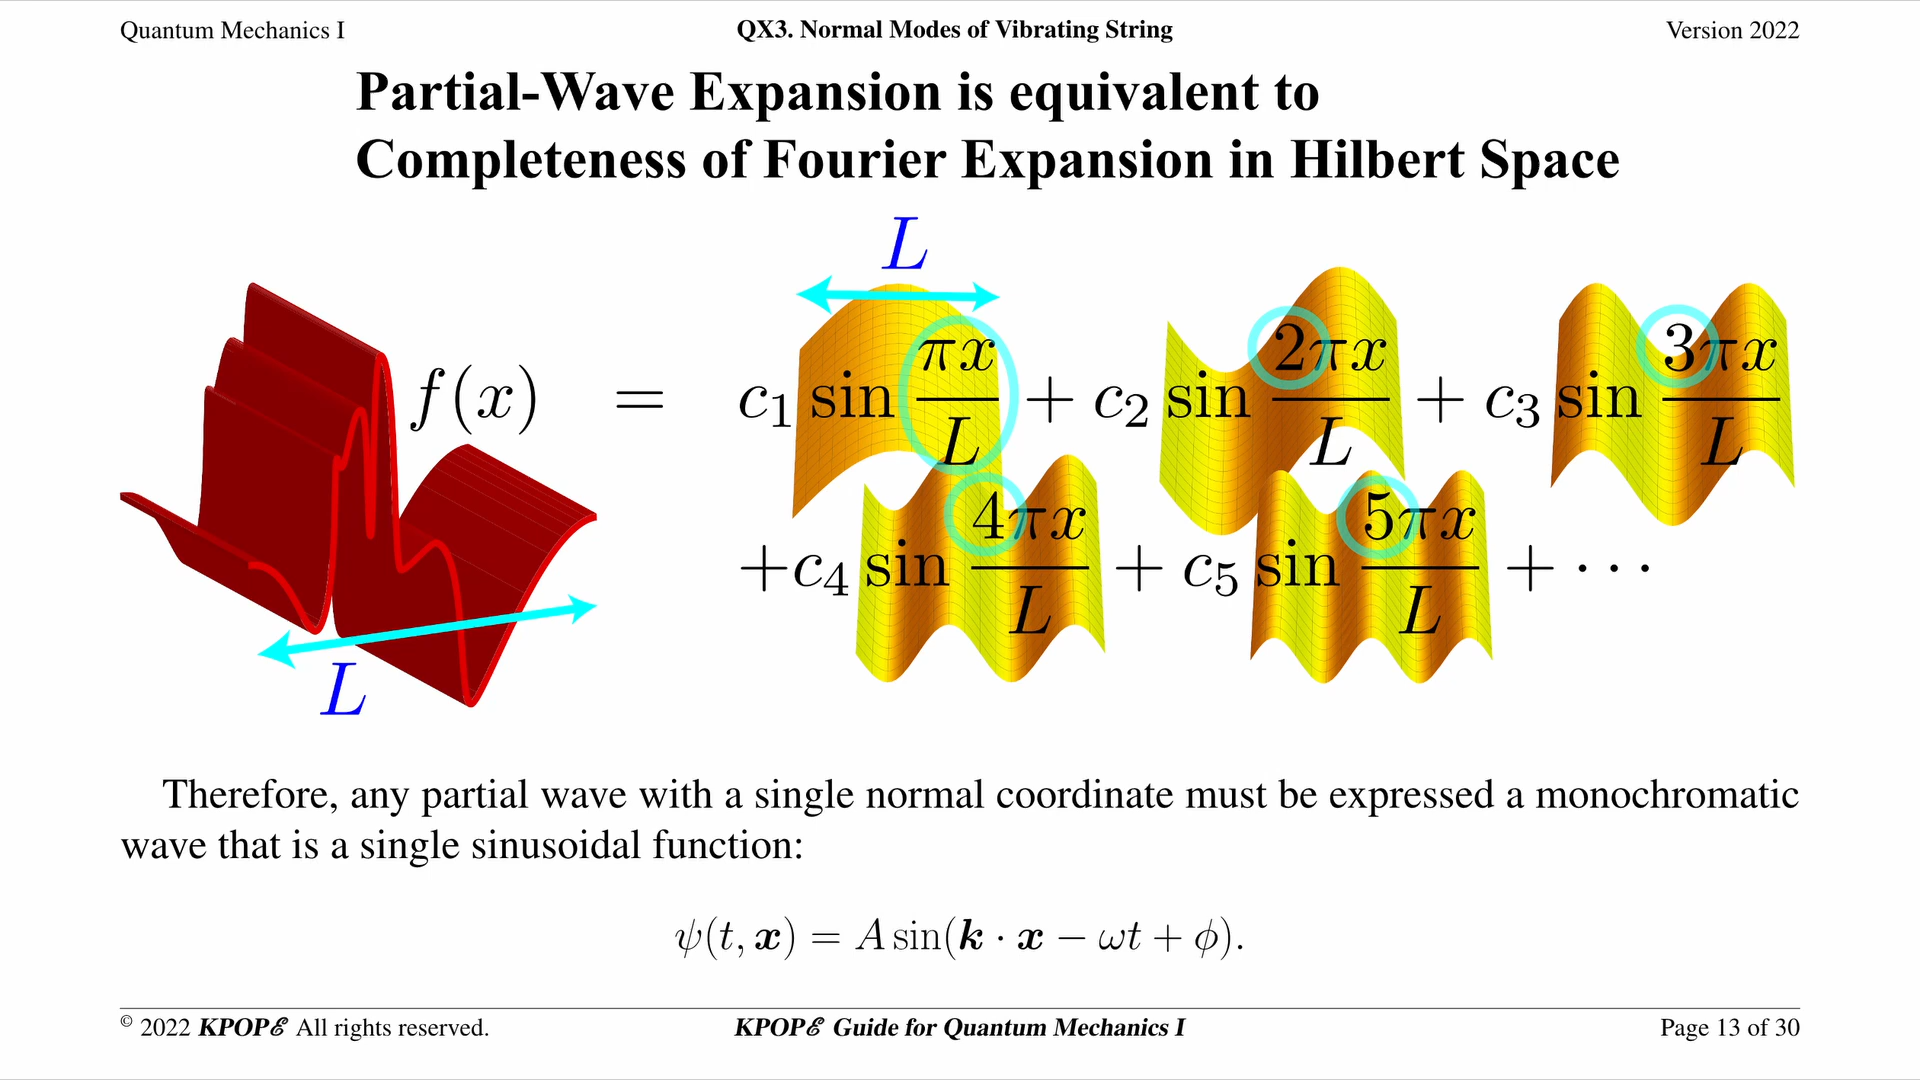 Quantum Mechanics I
QX3. Normal Modes of Vibrating String
Version 2022
Partial-Wave Expansion is equivalent to
Completeness of Fourier Expansion in Hilbert Space
L
f(x) = c₁ sin πx/L + c₂ sin 2πx/L + c₃ sin 3πx/L
+c₄ sin 4πx/L + c₅ sin 5πx/L + ···
L
Therefore, any partial wave with a single normal coordinate must be expressed a monochromatic
wave that is a single sinusoidal function:
ψ(t, x) = A sin(k · x − ωt + ϕ).
© 2022 KPOPE All rights reserved.
KPOPE Guide for Quantum Mechanics I
Page 13 of 30